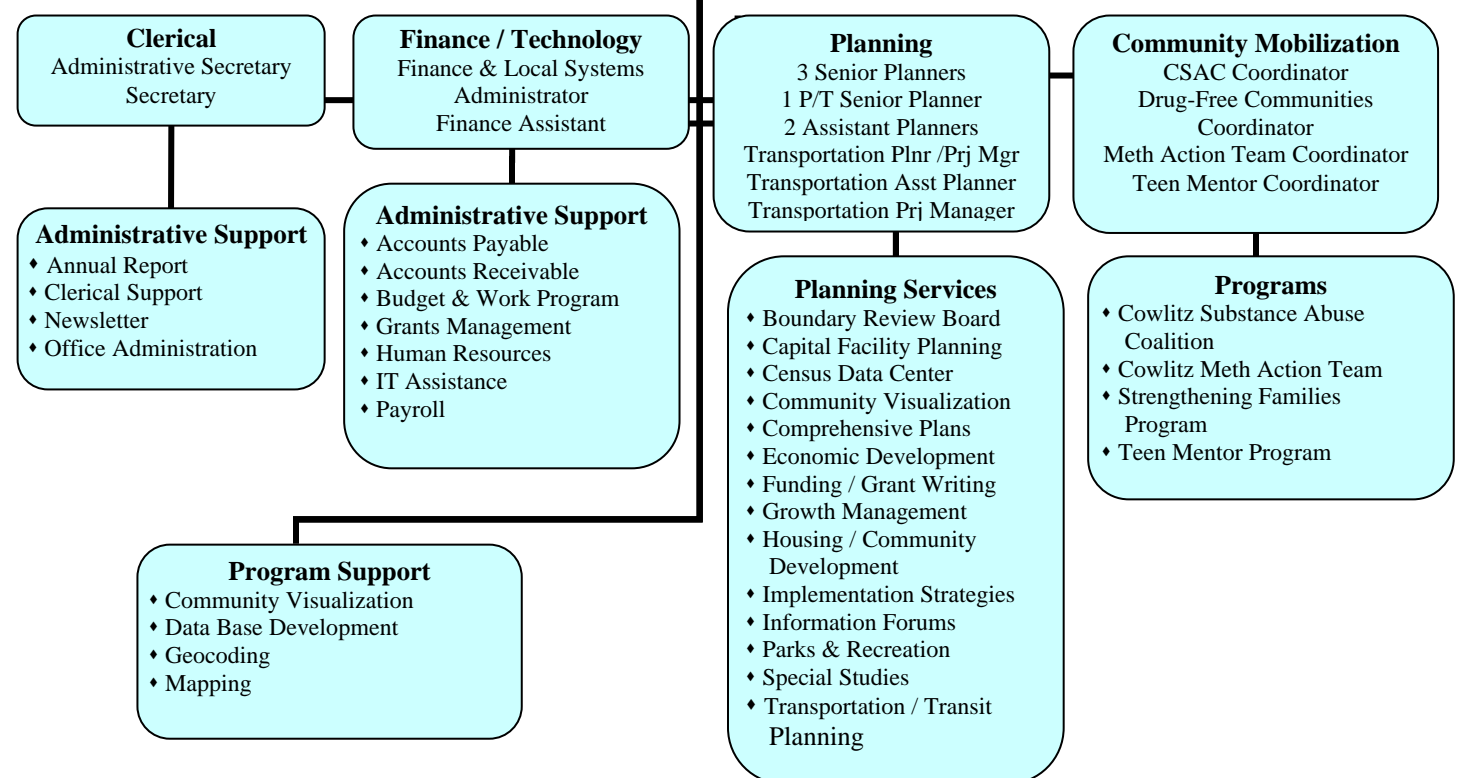 Clerical
Administrative Secretary
Secretary
Finance / Technology
Finance & Local Systems
Administrator
Finance Assistant
Planning
3 Senior Planners
1 P/T Senior Planner
2 Assistant Planners
Transportation Plnr /Prj Mgr
Transportation Asst Planner
Transportation Prj Manager
Community Mobilization
CSAC Coordinator
Drug-Free Communities
Coordinator
Meth Action Team Coordinator
Teen Mentor Coordinator
Administrative Support
♦ Annual Report
♦ Clerical Support
♦ Newsletter
♦ Office Administration
Administrative Support
♦ Accounts Payable
♦ Accounts Receivable
♦ Budget & Work Program
♦ Grants Management
♦ Human Resources
♦ IT Assistance
♦ Payroll
Planning Services
♦ Boundary Review Board
♦ Capital Facility Planning
♦ Census Data Center
♦ Community Visualization
♦ Comprehensive Plans
♦ Economic Development
♦ Funding / Grant Writing
♦ Growth Management
♦ Housing / Community
Development
♦ Implementation Strategies
♦ Information Forums
♦ Parks & Recreation
♦ Special Studies
♦ Transportation / Transit
Planning
Programs
♦ Cowlitz Substance Abuse
Coalition
♦ Cowlitz Meth Action Team
♦ Strengthening Families
Program
♦ Teen Mentor Program
Program Support
♦ Community Visualization
♦ Data Base Development
♦ Geocoding
♦ Mapping